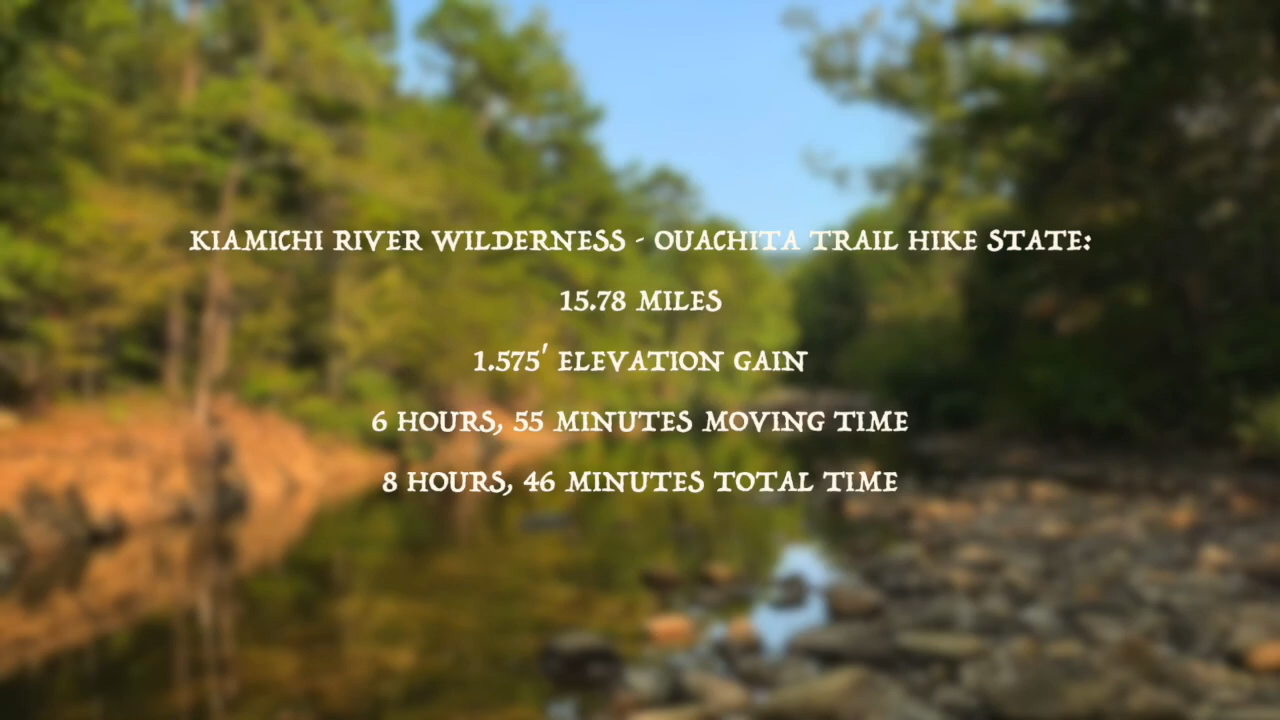 KIAMICHI RIVER WILDERNESS - OUACHITA TRAIL HIKE STATE:
15.78 MILES
1.575' ELEVATION GAIN
6 HOURS, 55 MINUTES MOVING TIME
8 HOURS, 46 MINUTES TOTAL TIME